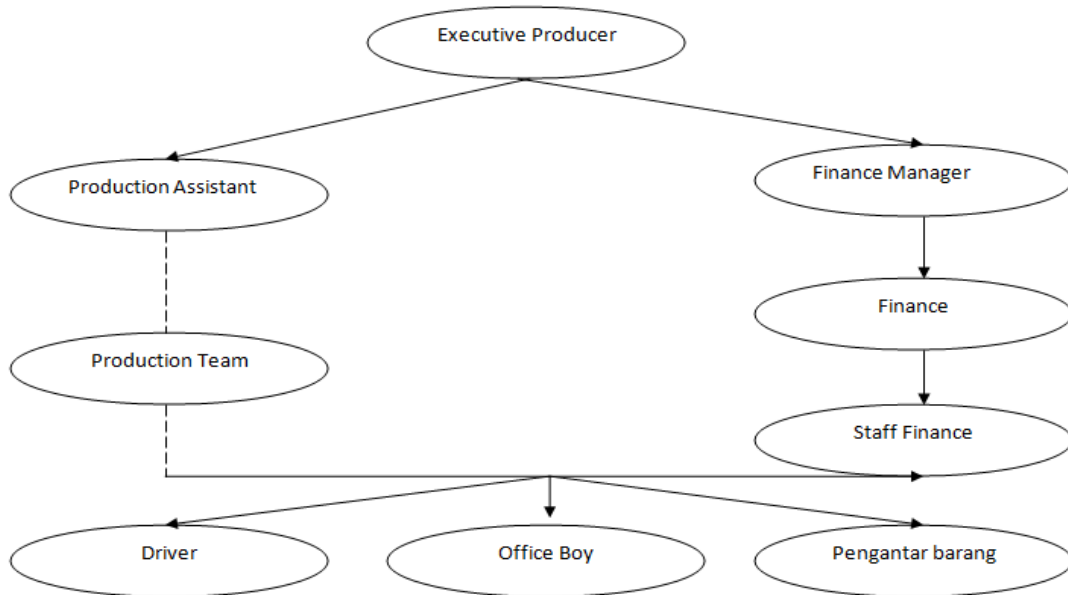 Executive Producer
Production Assistant
Finance Manager
Finance
Production Team
Staff Finance
Driver
Office Boy
Pengantar barang